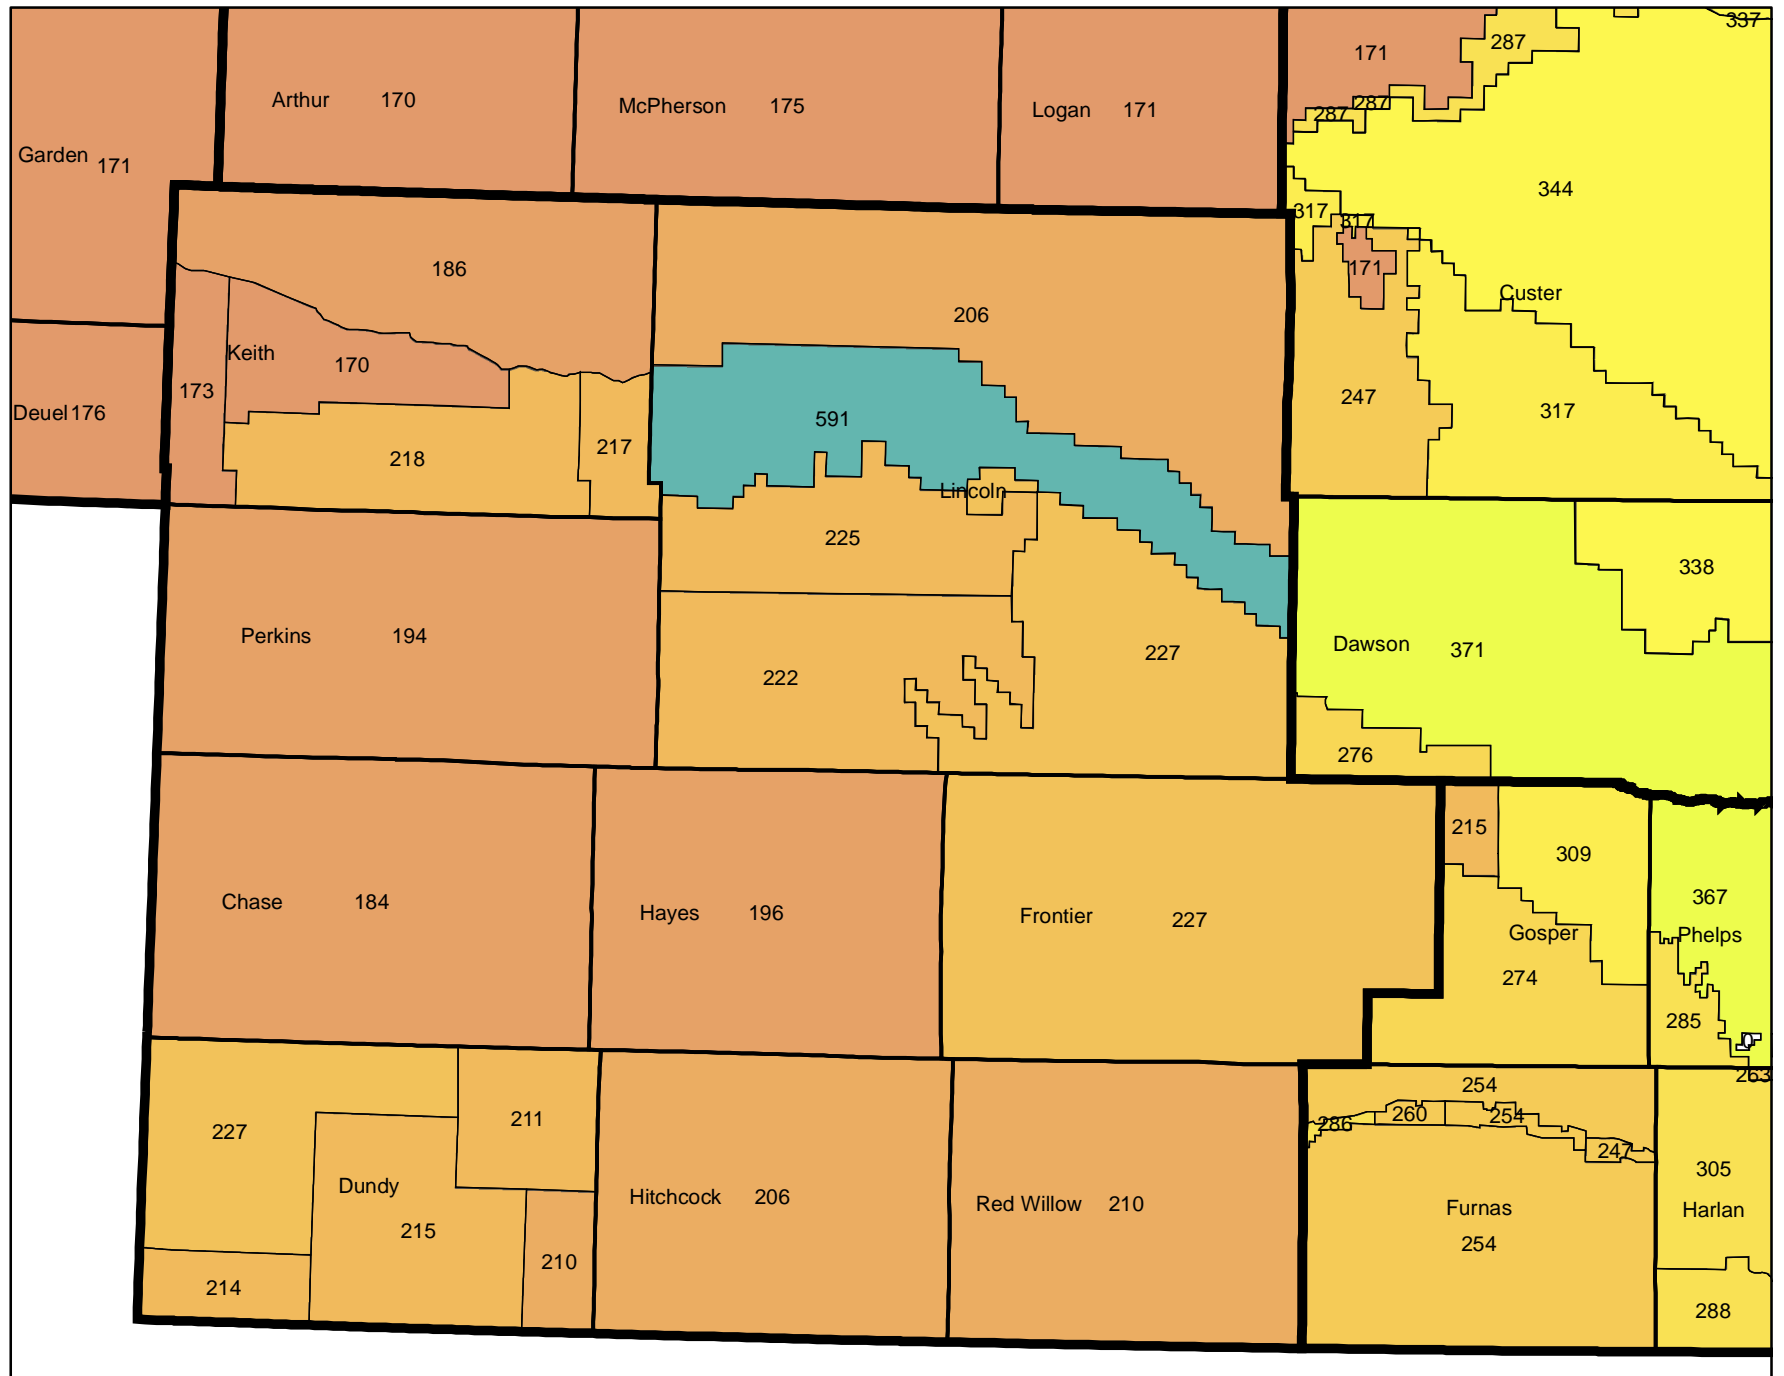 337
171
287
Arthur 170
McPherson 175
Logan 171
287
287
Garden 171
344
317
317
186
171
Custer
206
Keith
170
173
247
317
Deuel 176
591
217
218
Lincoln
225
338
Perkins 194
222
227
Dawson 371
276
215
309
Chase 184
Hayes 196
Frontier 227
367
Gosper
Phelps
274
285
0
263
254
227
211
286
260
254
247
305
Dundy
Hitchcock 206
Red Willow 210
Furnas
Harlan
215
254
210
214
288